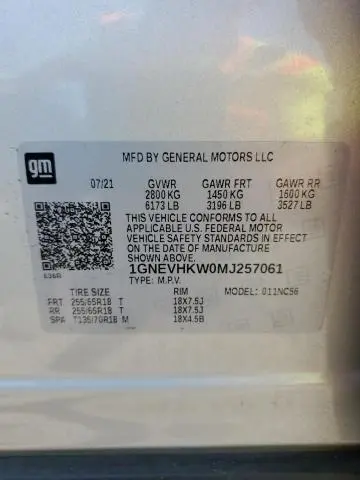 gm
MFD BY GENERAL MOTORS LLC
07/21 GVWR GAWR FRT GAWR RR
2800 KG 1450 KG 1600 KG
6173 LB 3196 LB 3527 LB
THIS VEHICLE CONFORMS TO ALL
APPLICABLE U.S. FEDERAL MOTOR
VEHICLE SAFETY AND THEFT
PREVENTION STANDARDS IN EFFECT
ON THE DATE OF MANUFACTURE
SHOWN ABOVE.
1GNEVHKW0MJ257061
TYPE: M.P.V.
TIRE SIZE RIM MODEL: 011NC56
FRT 255/65R18 T 18X7.5J
RR 255/65R18 T 18X7.5J
SPA T135/70R18 M 18X4.5B